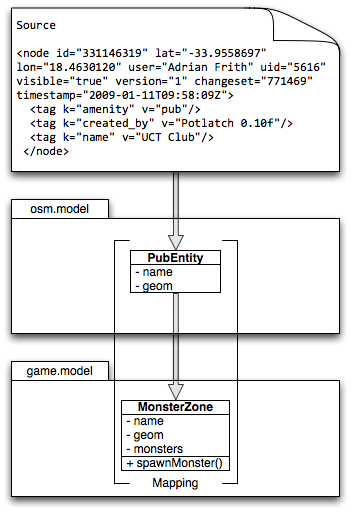 Source
<node id="331146319" lat="-33.9558697"
lon="18.4630120" user="Adrian Frith" uid="5616"
visible="true" version="1" changeset="771469"
timestamp="2009-01-11T09:58:09Z">
<tag k="amenity" v="pub"/>
<tag k="created_by" v="Potlatch 0.10f"/>
<tag k="name" v="UCT Club"/>
</node>
osm.model
PubEntity
- name
- geom
game.model
MonsterZone
- name
- geom
- monsters
+ spawnMonster()
Mapping